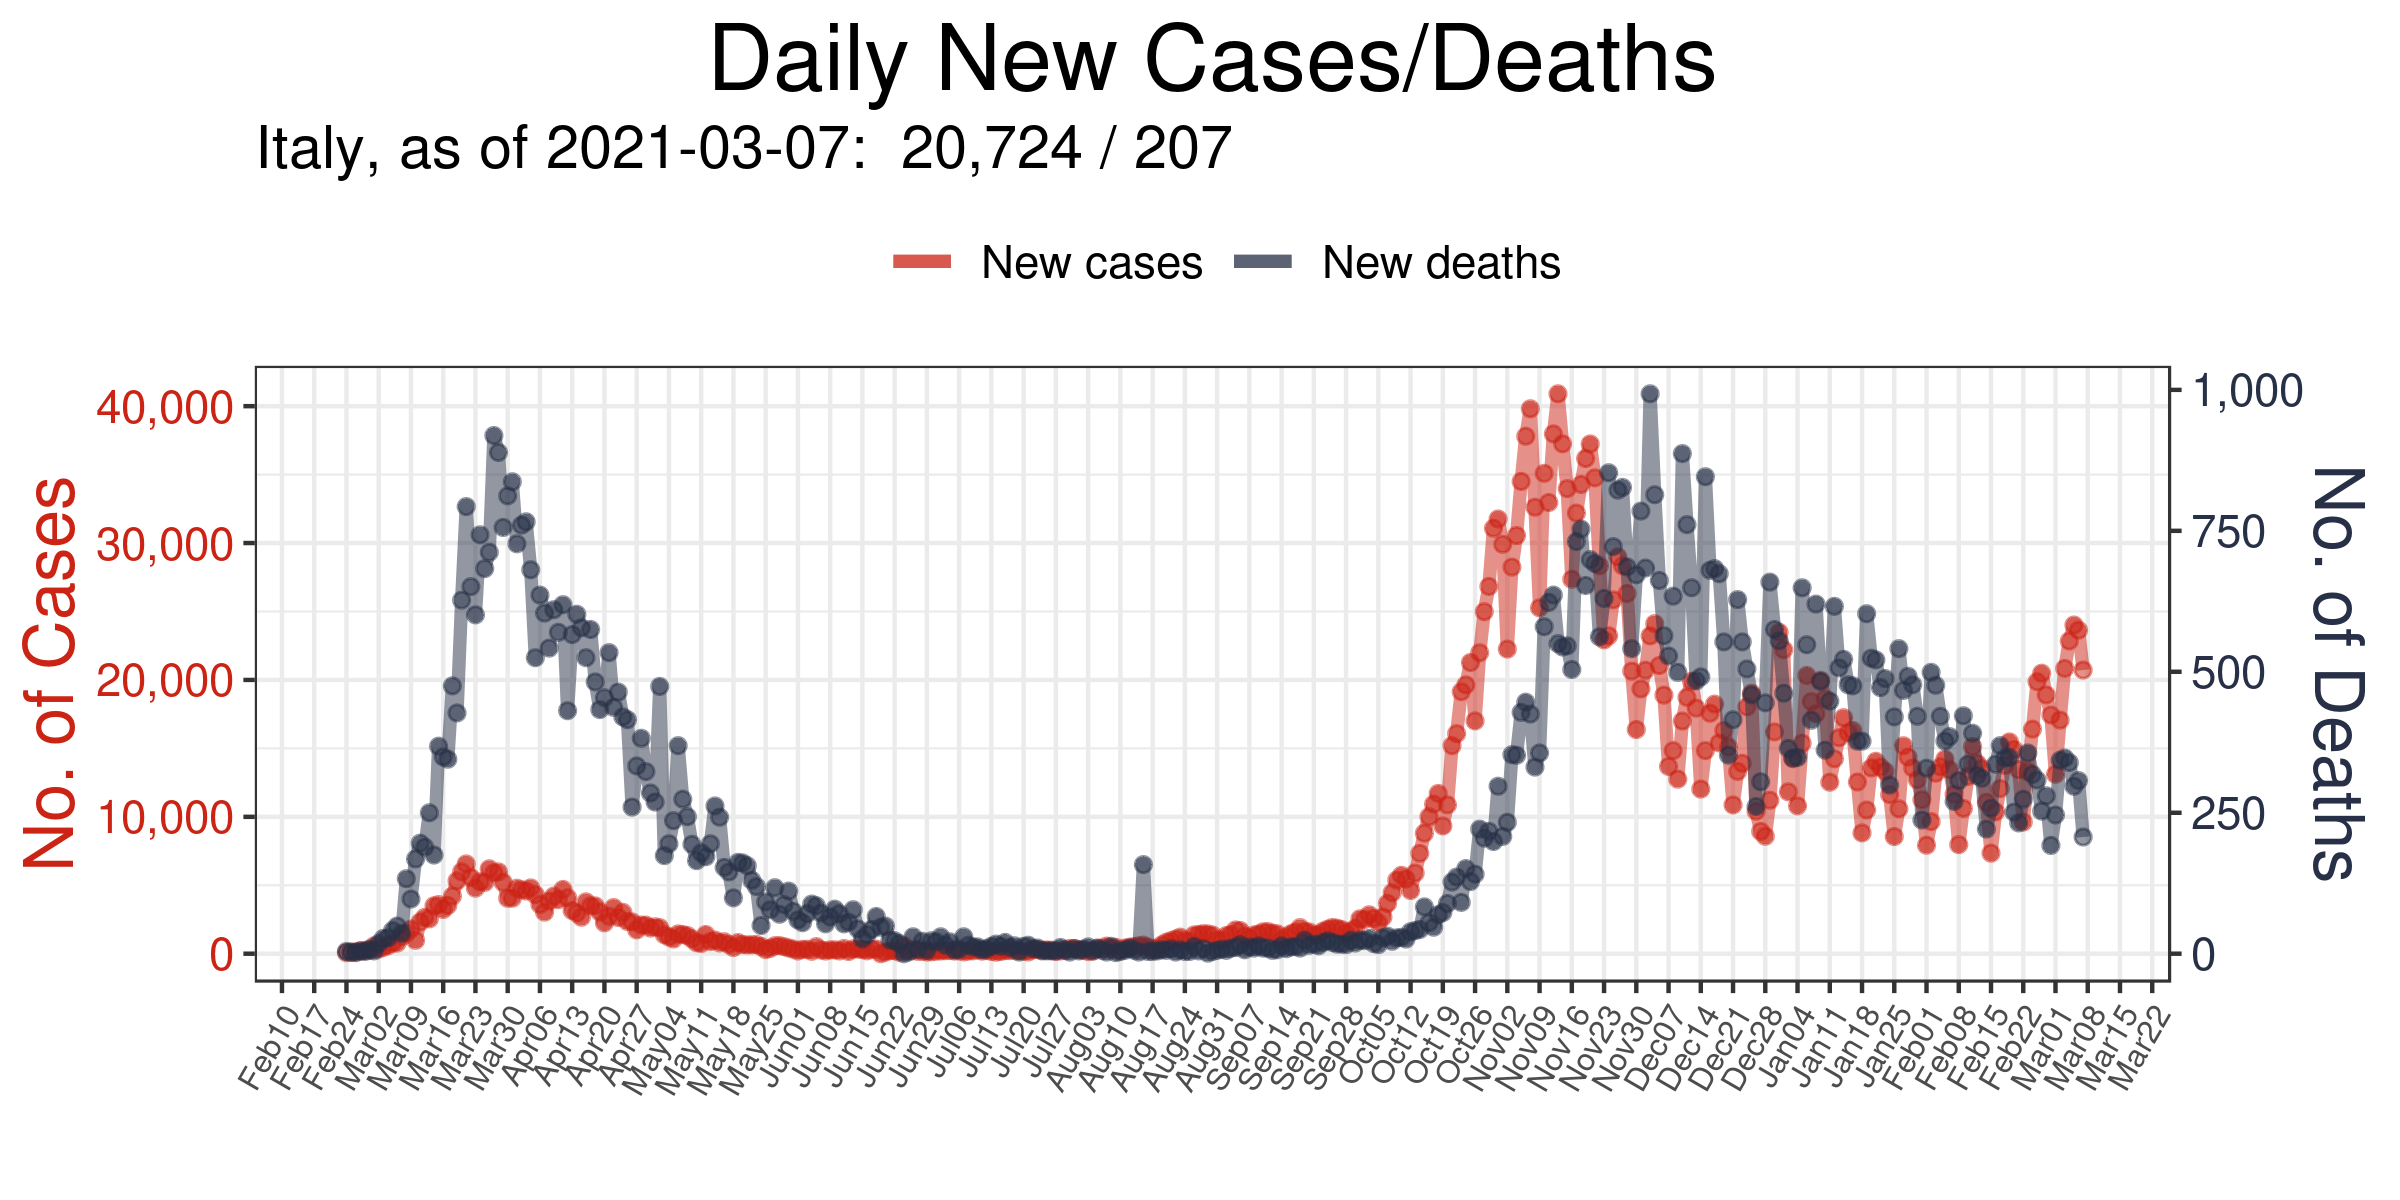 Daily New Cases/Deaths
Italy, as of 2021-03-07:  20,724 / 207
New cases New deaths
No. of Cases
40,000
30,000
20,000
10,000
0
1,000
750
500
250
0
No. of Deaths
Feb10 Feb17 Feb24 Mar02 Mar09 Mar16 Mar23 Mar30 Apr06 Apr13 Apr20 Apr27 May04 May11 May18 May25 Jun01 Jun08 Jun15 Jun22 Jun29 Jul06 Jul13 Jul20 Jul27 Aug03 Aug10 Aug17 Aug24 Aug31 Sep07 Sep14 Sep21 Sep28 Oct05 Oct12 Oct19 Oct26 Nov02 Nov09 Nov16 Nov23 Nov30 Dec07 Dec14 Dec21 Dec28 Jan04 Jan11 Jan18 Jan25 Feb01 Feb08 Feb15 Feb22 Mar01 Mar08 Mar15 Mar22